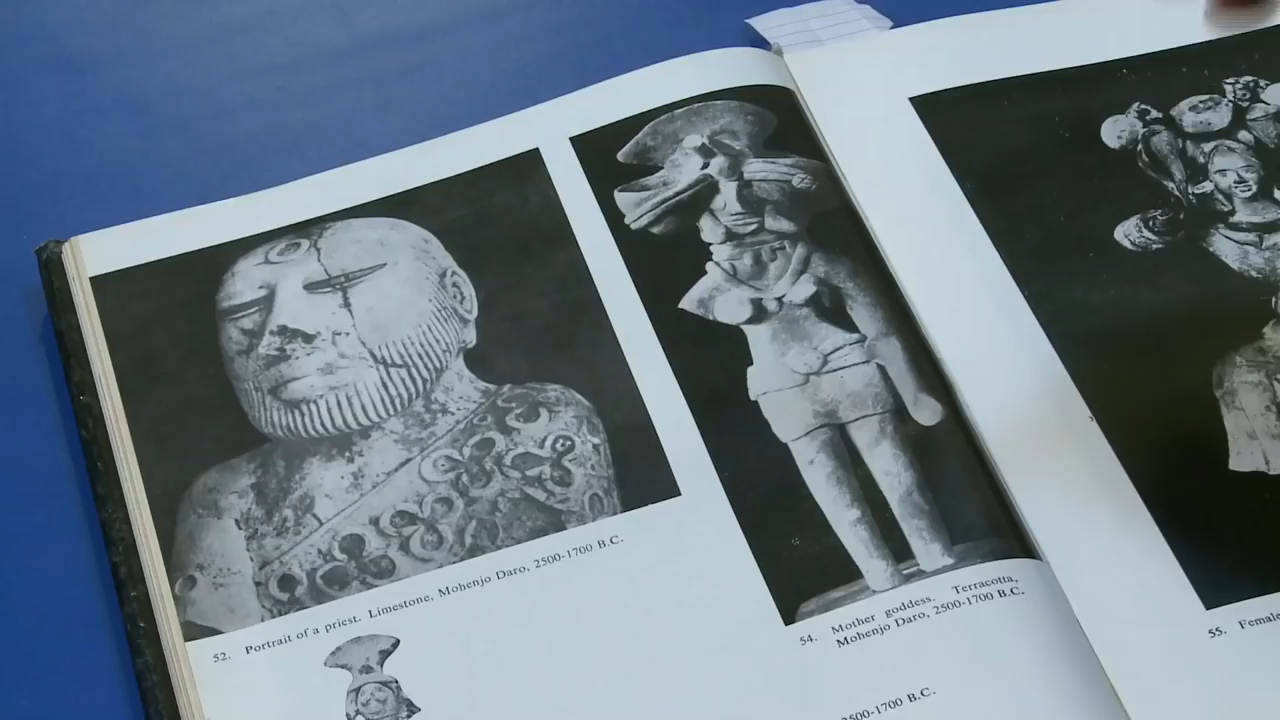 52. Portrait of a priest. Limestone, Mohenjo Daro, 2500-1700 B.C.
54. Mother goddess. Terracotta,
Mohenjo Daro, 2500-1700 B.C.
2500-1700 B.C.
55. Female